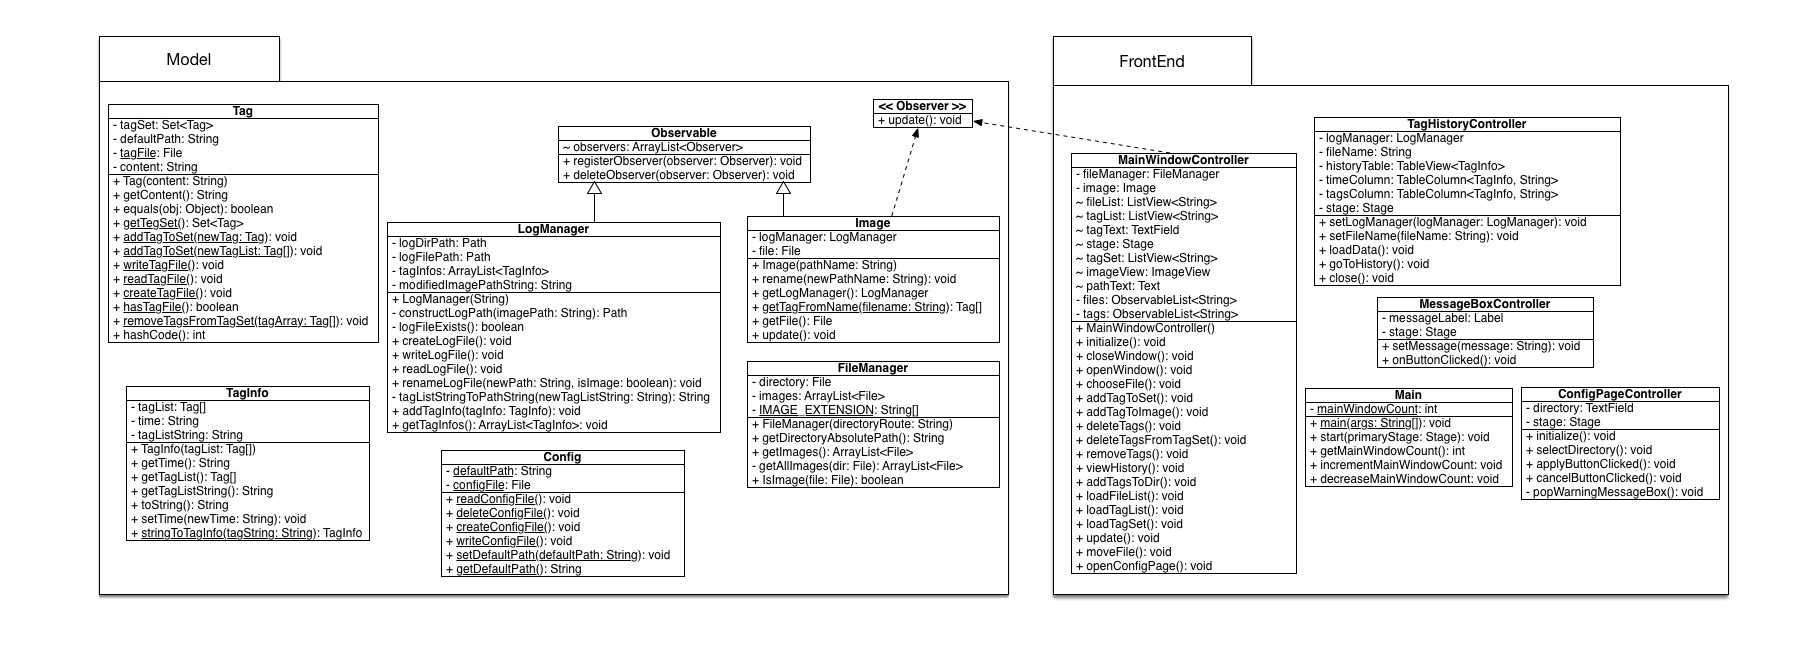 Model
Tag
- tagSet: Set<Tag>
- defaultPath: String
- tagFile: File
- content: String
+ Tag(content: String)
+ getContent(): String
+ equals(obj: Object): boolean
+ getTegSet(): Set<Tag>
+ addTagToSet(newTag: Tag): void
+ addTagToSet(newTagList: Tag[]): void
+ writeTagFile(): void
+ readTagFile(): void
+ createTagFile(): void
+ hasTagFile(): boolean
+ removeTagsFromTagSet(tagArray: Tag[]): void
+ hashCode(): int
TagInfo
- tagList: Tag[]
- time: String
- tagListString: String
+ TagInfo(tagList: Tag[])
+ getTime(): String
+ getTagList(): Tag[]
+ getTagListString(): String
+ toString(): String
+ setTime(newTime: String): void
+ stringToTagInfo(tagString: String): TagInfo
Observable
~ observers: ArrayList<Observer>
+ registerObserver(observer: Observer): void
+ deleteObserver(observer: Observer): void
<< Observer >>
+ update(): void
LogManager
- logDirPath: Path
- logFilePath: Path
- tagInfos: ArrayList<TagInfo>
- modifiedImagePathString: String
+ LogManager(String)
- constructLogPath(imagePath: String): Path
- logFileExists(): boolean
+ createLogFile(): void
+ writeLogFile(): void
+ readLogFile(): void
+ renameLogFile(newPath: String, isImage: boolean): void
- tagListStringToPathString(newTagListString: String): String
+ addTagInfo(tagInfo: TagInfo): void
+ getTagInfos(): ArrayList<TagInfo>: void
Config
- defaultPath: String
- configFile: File
+ readConfigFile(): void
+ deleteConfigFile(): void
+ createConfigFile(): void
+ writeConfigFile(): void
+ setDefaultPath(defaultPath: String): void
+ getDefaultPath(): String
Image
- logManager: LogManager
- file: File
+ Image(pathName: String)
+ rename(newPathName: String): void
+ getLogManager(): LogManager
+ getTagFromName(filename: String): Tag[]
+ getFile(): File
+ update(): void
FileManager
- directory: File
- images: ArrayList<File>
- IMAGE_EXTENSION: String[]
+ FileManager(directoryRoute: String)
+ getDirectoryAbsolutePath(): String
+ getImages(): ArrayList<File>
- getAllImages(dir: File): ArrayList<File>
+ IsImage(file: File): boolean
FrontEnd
MainWindowController
- fileManager: FileManager
- image: Image
~ fileList: ListView<String>
~ tagList: ListView<String>
~ tagText: TextField
~ stage: Stage
~ tagSet: ListView<String>
~ imageView: ImageView
~ pathText: Text
- files: ObservableList<String>
- tags: ObservableList<String>
+ MainWindowController()
+ initialize(): void
+ closeWindow(): void
+ openWindow(): void
+ chooseFile(): void
+ addTagToSet(): void
+ addTagToImage(): void
+ deleteTags(): void
+ deleteTagsFromTagSet(): void
+ removeTags(): void
+ viewHistory(): void
+ addTagsToDir(): void
+ loadFileList(): void
+ loadTagList(): void
+ loadTagSet(): void
+ update(): void
+ moveFile(): void
+ openConfigPage(): void
TagHistoryController
- logManager: LogManager
- fileName: String
- historyTable: TableView<TagInfo>
- timeColumn: TableColumn<TagInfo, String>
- tagsColumn: TableColumn<TagInfo, String>
- stage: Stage
+ setLogManager(logManager: LogManager): void
+ setFileName(fileName: String): void
+ loadData(): void
+ goToHistory(): void
+ close(): void
MessageBoxController
- messageLabel: Label
- stage: Stage
+ setMessage(message: String): void
+ onButtonClicked(): void
Main
- mainWindowCount: int
+ main(args: String[]): void
+ start(primaryStage: Stage): void
+ getMainWindowCount(): int
+ incrementMainWindowCount: void
+ decreaseMainWindowCount: void
ConfigPageController
- directory: TextField
- stage: Stage
+ initialize(): void
+ selectDirectory(): void
+ applyButtonClicked(): void
+ cancelButtonClicked(): void
- popWarningMessageBox(): void